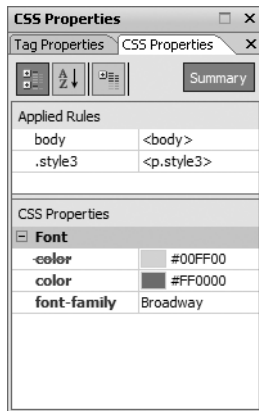 CSS Properties
Tag Properties CSS Properties
Summary
Applied Rules
body <body>
.style3 <p.style3>
CSS Properties
Font
color #00FF00
color #FF0000
font-family Broadway